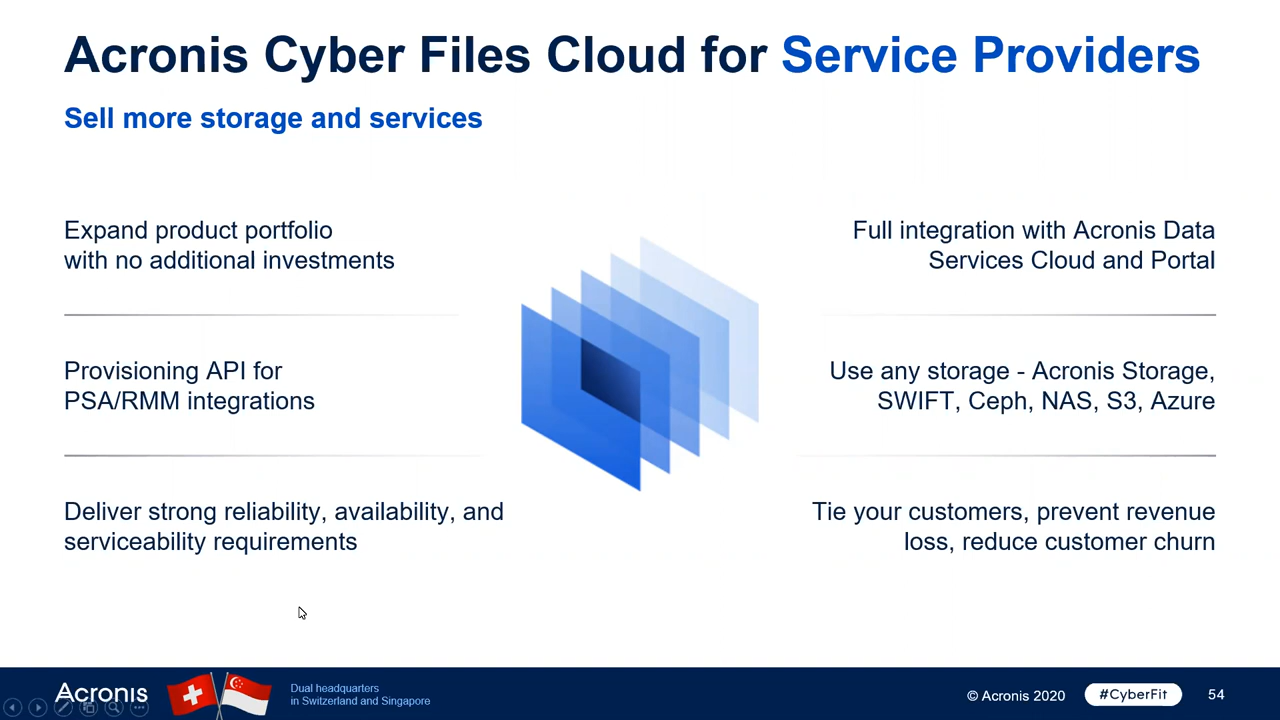 Acronis Cyber Files Cloud for Service Providers
Sell more storage and services
Expand product portfolio
with no additional investments
Provisioning API for
PSA/RMM integrations
Deliver strong reliability, availability, and
serviceability requirements
Full integration with Acronis Data
Services Cloud and Portal
Use any storage - Acronis Storage,
SWIFT, Ceph, NAS, S3, Azure
Tie your customers, prevent revenue
loss, reduce customer churn
Acronis
Dual headquarters
in Switzerland and Singapore
© Acronis 2020
#CyberFit
54